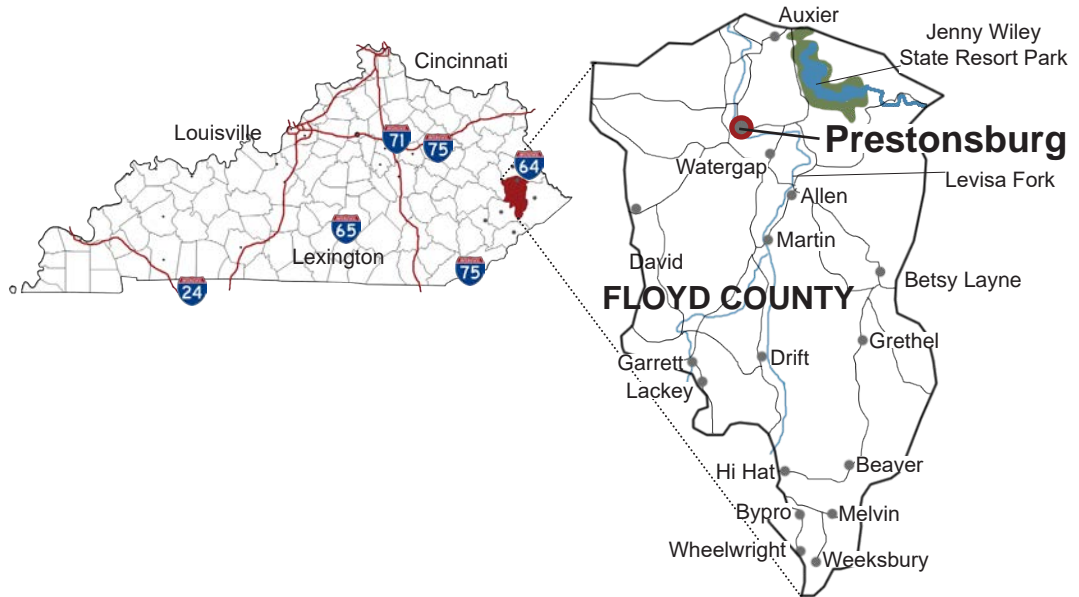 Cincinnati
Louisville
71
75
64
65
Lexington
75
24
Auxier
Jenny Wiley
State Resort Park
Prestonsburg
Watergap
Levisa Fork
Allen
Martin
David
Betsy Layne
FLOYD COUNTY
Grethel
Garrett
Drift
Lackey
Hi Hat
Beayer
Bypro
Melvin
Wheelwright
Weeksbury